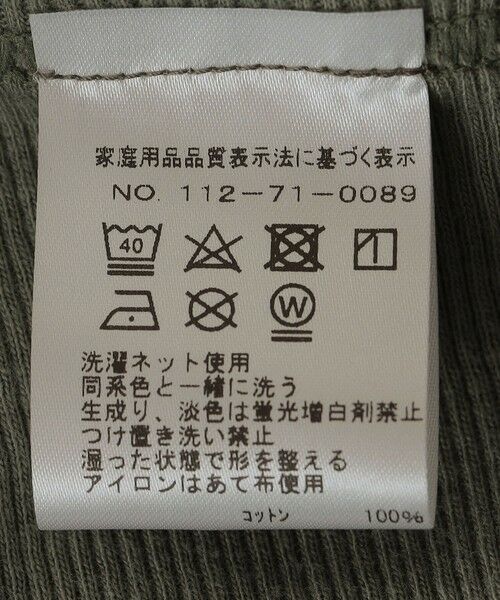 家庭用品品質表示法に基づく表示
NO. 112-71-0089
40
W
洗濯ネット使用
同系色と一緒に洗う
生成り、淡色は蛍光増白剤禁止
つけ置き洗い禁止
湿った状態で形を整える
アイロンはあて布使用
コットン 100%